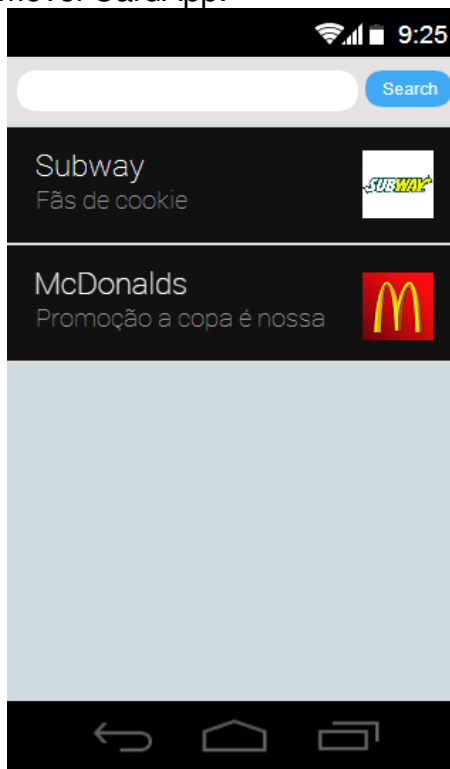 9:25
Search
Subway
Fãs de cookie
SUBWAY
McDonalds
Promoção a copa é nossa
M